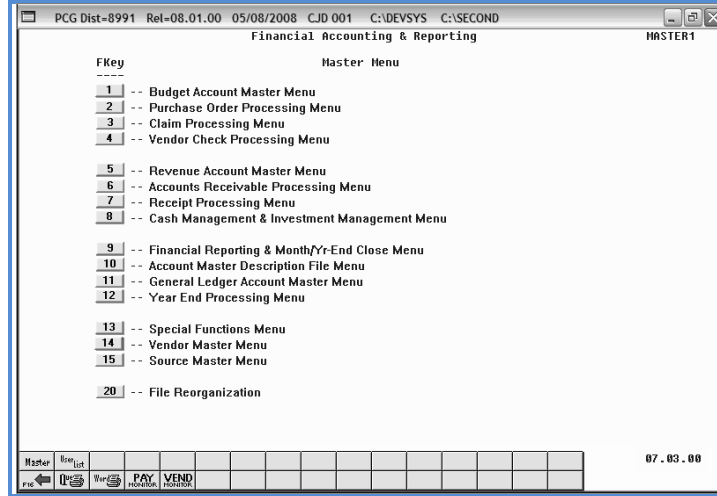 PCG Dist=8991 Rel=08.01.00 05/08/2008 CJD 001 C:\DEVSYS C:\SECOND
Financial Accounting & Reporting MASTER1
FKey Master Menu
----
1 -- Budget Account Master Menu
2 -- Purchase Order Processing Menu
3 -- Claim Processing Menu
4 -- Vendor Check Processing Menu
5 -- Revenue Account Master Menu
6 -- Accounts Receivable Processing Menu
7 -- Receipt Processing Menu
8 -- Cash Management & Investment Management Menu
9 -- Financial Reporting & Month/Yr-End Close Menu
10 -- Account Master Description File Menu
11 -- General Ledger Account Master Menu
12 -- Year End Processing Menu
13 -- Special Functions Menu
14 -- Vendor Master Menu
15 -- Source Master Menu
20 -- File Reorganization
Master User List 07.03.00
F16 Que Wor PAY MONITOR VEND MONITOR